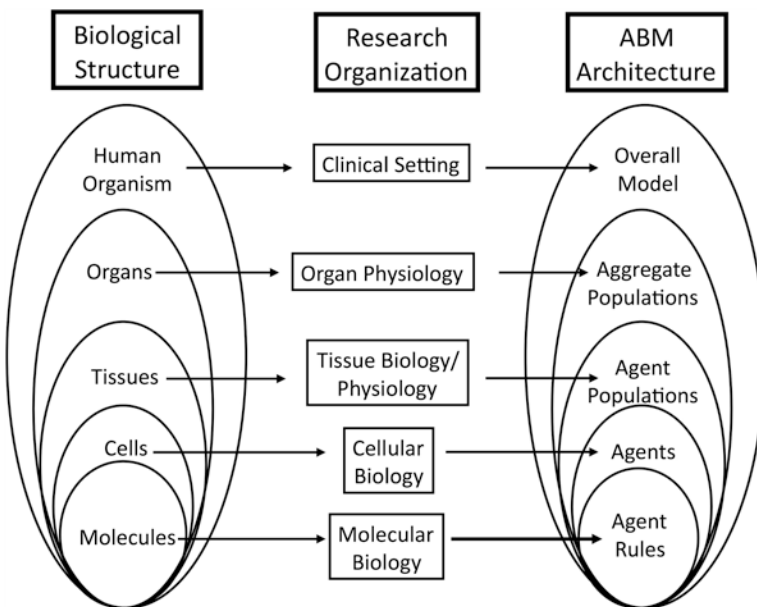 Biological
Structure
Research
Organization
ABM
Architecture
Human
Organism
Clinical Setting
Overall
Model
Organs
Organ Physiology
Aggregate
Populations
Tissues
Tissue Biology/
Physiology
Agent
Populations
Cells
Cellular
Biology
Agents
Molecules
Molecular
Biology
Agent
Rules